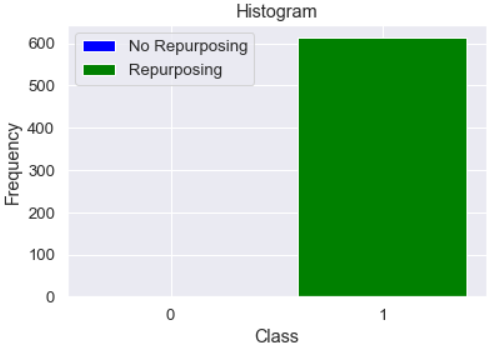 Histogram
No Repurposing
Repurposing
600
500
400
300
200
100
0
Frequency
0 1
Class